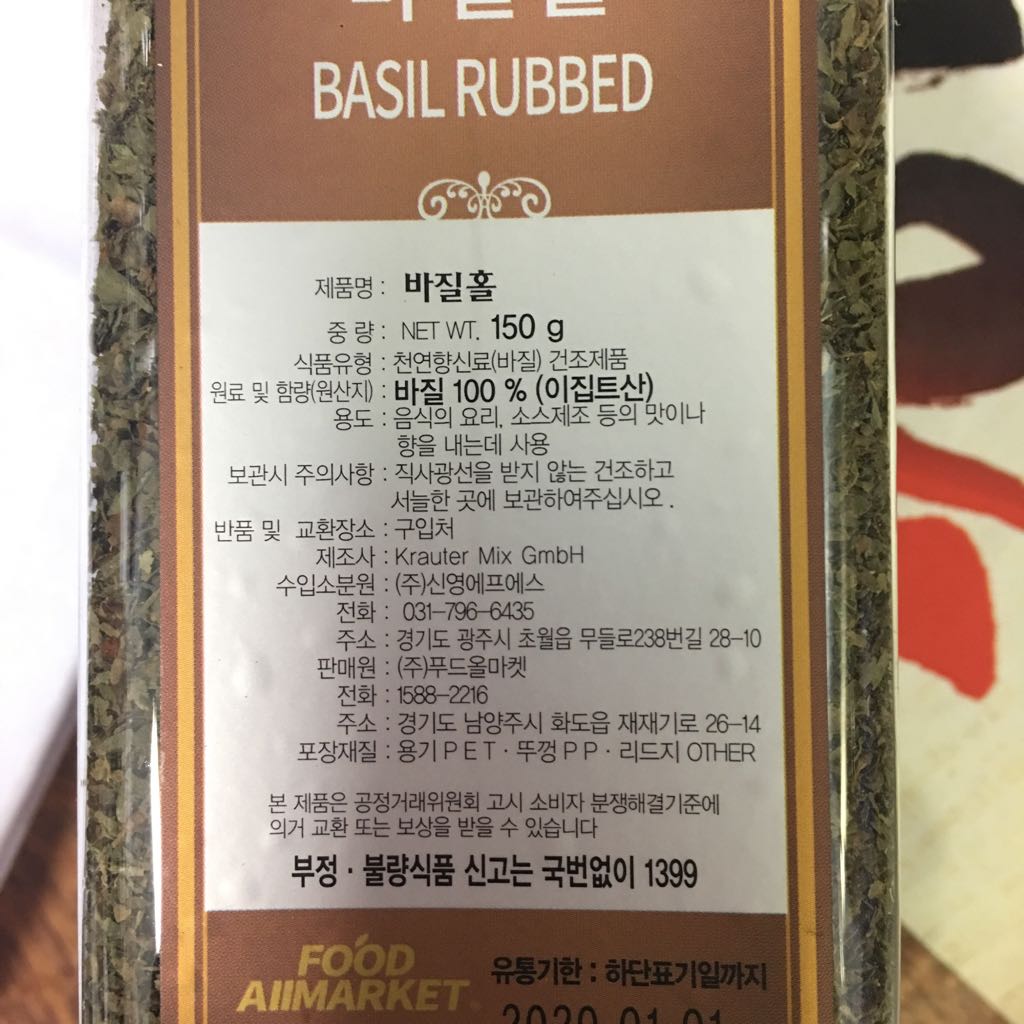 BASIL RUBBED
제품명 : 바질홀
중 량 : NET WT. 150 g
식품유형 : 천연향신료(바질) 건조제품
원료 및 함량(원산지) : 바질 100 % (이집트산)
용도 : 음식의 요리, 소스제조 등의 맛이나
향을 내는데 사용
보관시 주의사항 : 직사광선을 받지 않는 건조하고
서늘한 곳에 보관하여주십시오 .
반품 및 교환장소 : 구입처
제조사 : Krauter Mix GmbH
수입소분원 : (주)신영에프에스
전화 : 031-796-6435
주소 : 경기도 광주시 초월읍 무들로238번길 28-10
판매원 : (주)푸드올마켓
전화 : 1588-2216
주소 : 경기도 남양주시 화도읍 재재기로 26-14
포장재질 : 용기 P E T · 뚜껑 P P · 리드지 OTHER
본 제품은 공정거래위원회 고시 소비자 분쟁해결기준에
의거 교환 또는 보상을 받을 수 있습니다
부정 · 불량식품 신고는 국번없이 1399
FOOD
AllMARKET
유통기한 : 하단표기일까지